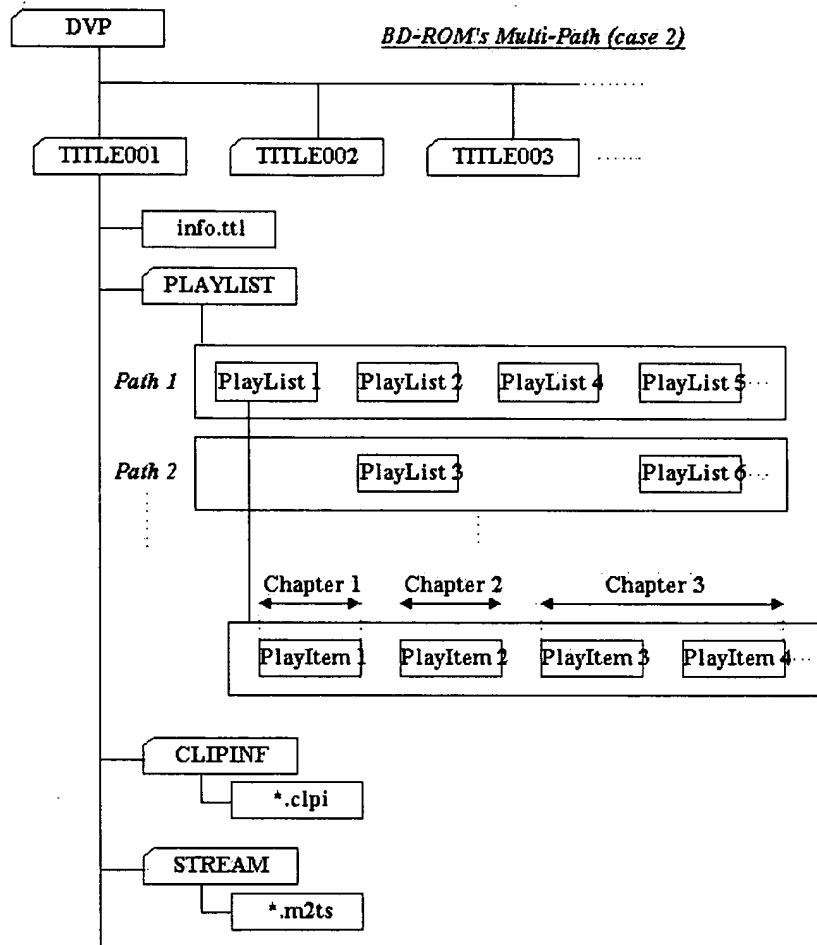 DVP
BD-ROM's Multi-Path (case 2)
TITLE001 TITLE002 TITLE003
info.ttl
PLAYLIST
Path 1 PlayList 1 PlayList 2 PlayList 4 PlayList 5
Path 2 PlayList 3 PlayList 6
Chapter 1 Chapter 2 Chapter 3
PlayItem 1 PlayItem 2 PlayItem 3 PlayItem 4
CLIPINF
*.clpi
STREAM
*.m2ts